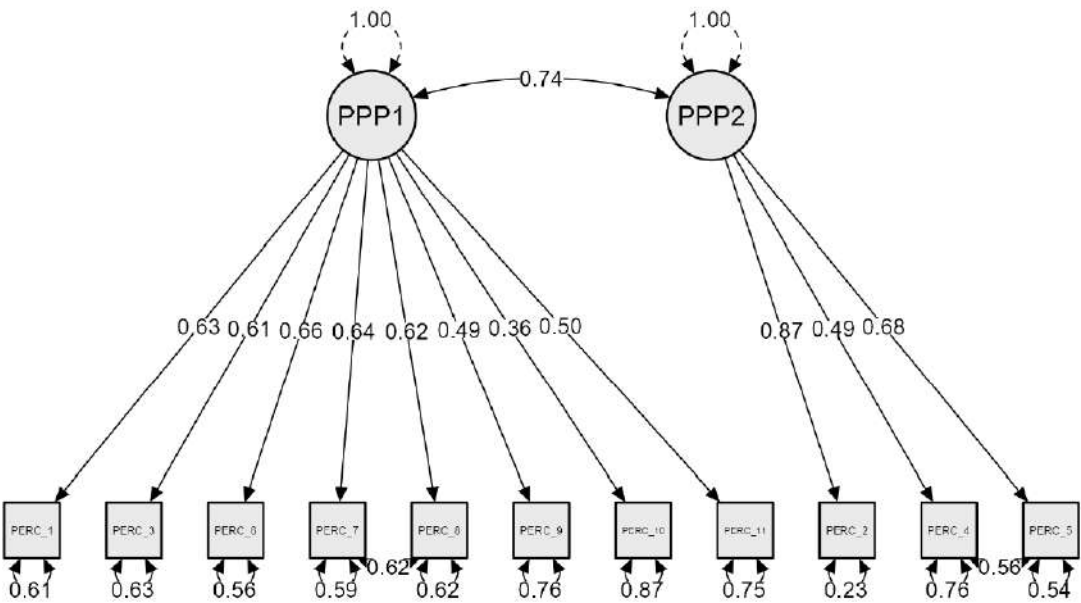 1.00 1.00
0.74
PPP1 PPP2
0.63 0.61 0.66 0.64 0.62 0.49 0.36 0.50 0.87 0.49 0.68
PERC_1 PERC_3 PERC_6 PERC_7 PERC_8 PERC_9 PERC_10 PERC_11 PERC_2 PERC_4 PERC_5
0.62 0.56
0.61 0.63 0.56 0.59 0.62 0.76 0.87 0.75 0.23 0.76 0.54